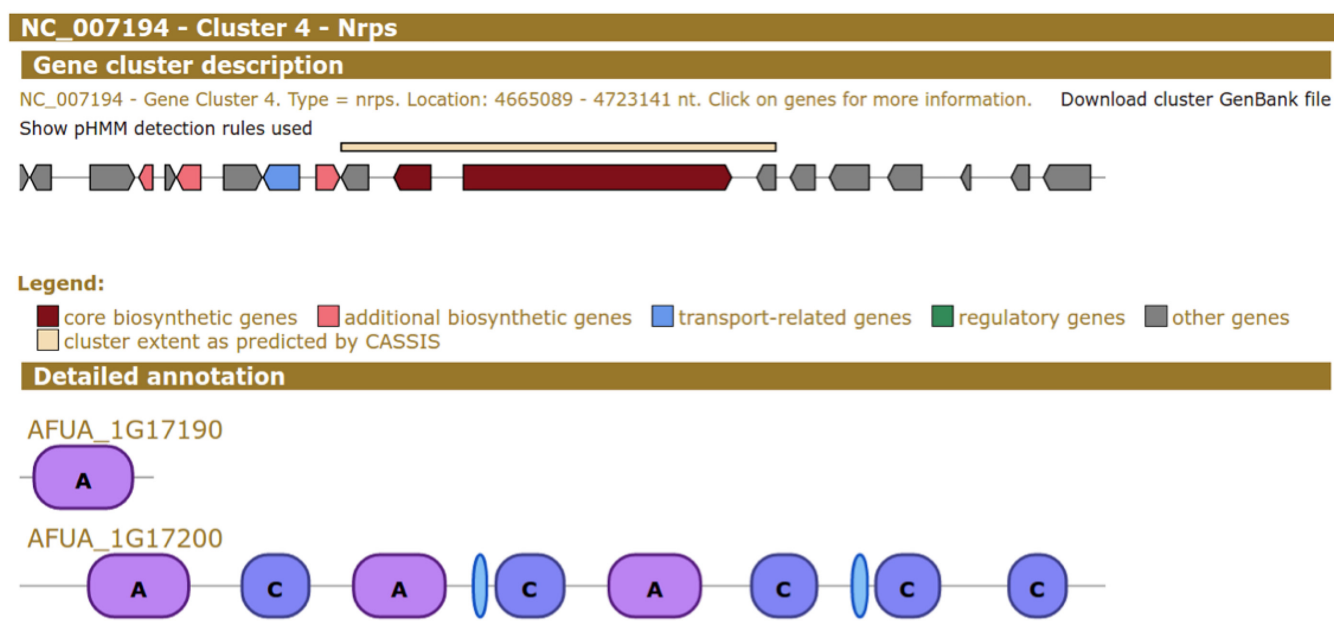 NC_007194 - Cluster 4 - Nrps
Gene cluster description
NC_007194 - Gene Cluster 4. Type = nrps. Location: 4665089 - 4723141 nt. Click on genes for more information. Download cluster GenBank file
Show pHMM detection rules used
Legend:
core biosynthetic genes additional biosynthetic genes transport-related genes regulatory genes other genes
cluster extent as predicted by CASSIS
Detailed annotation
AFUA_1G17190
A
AFUA_1G17200
A C A C A C C C